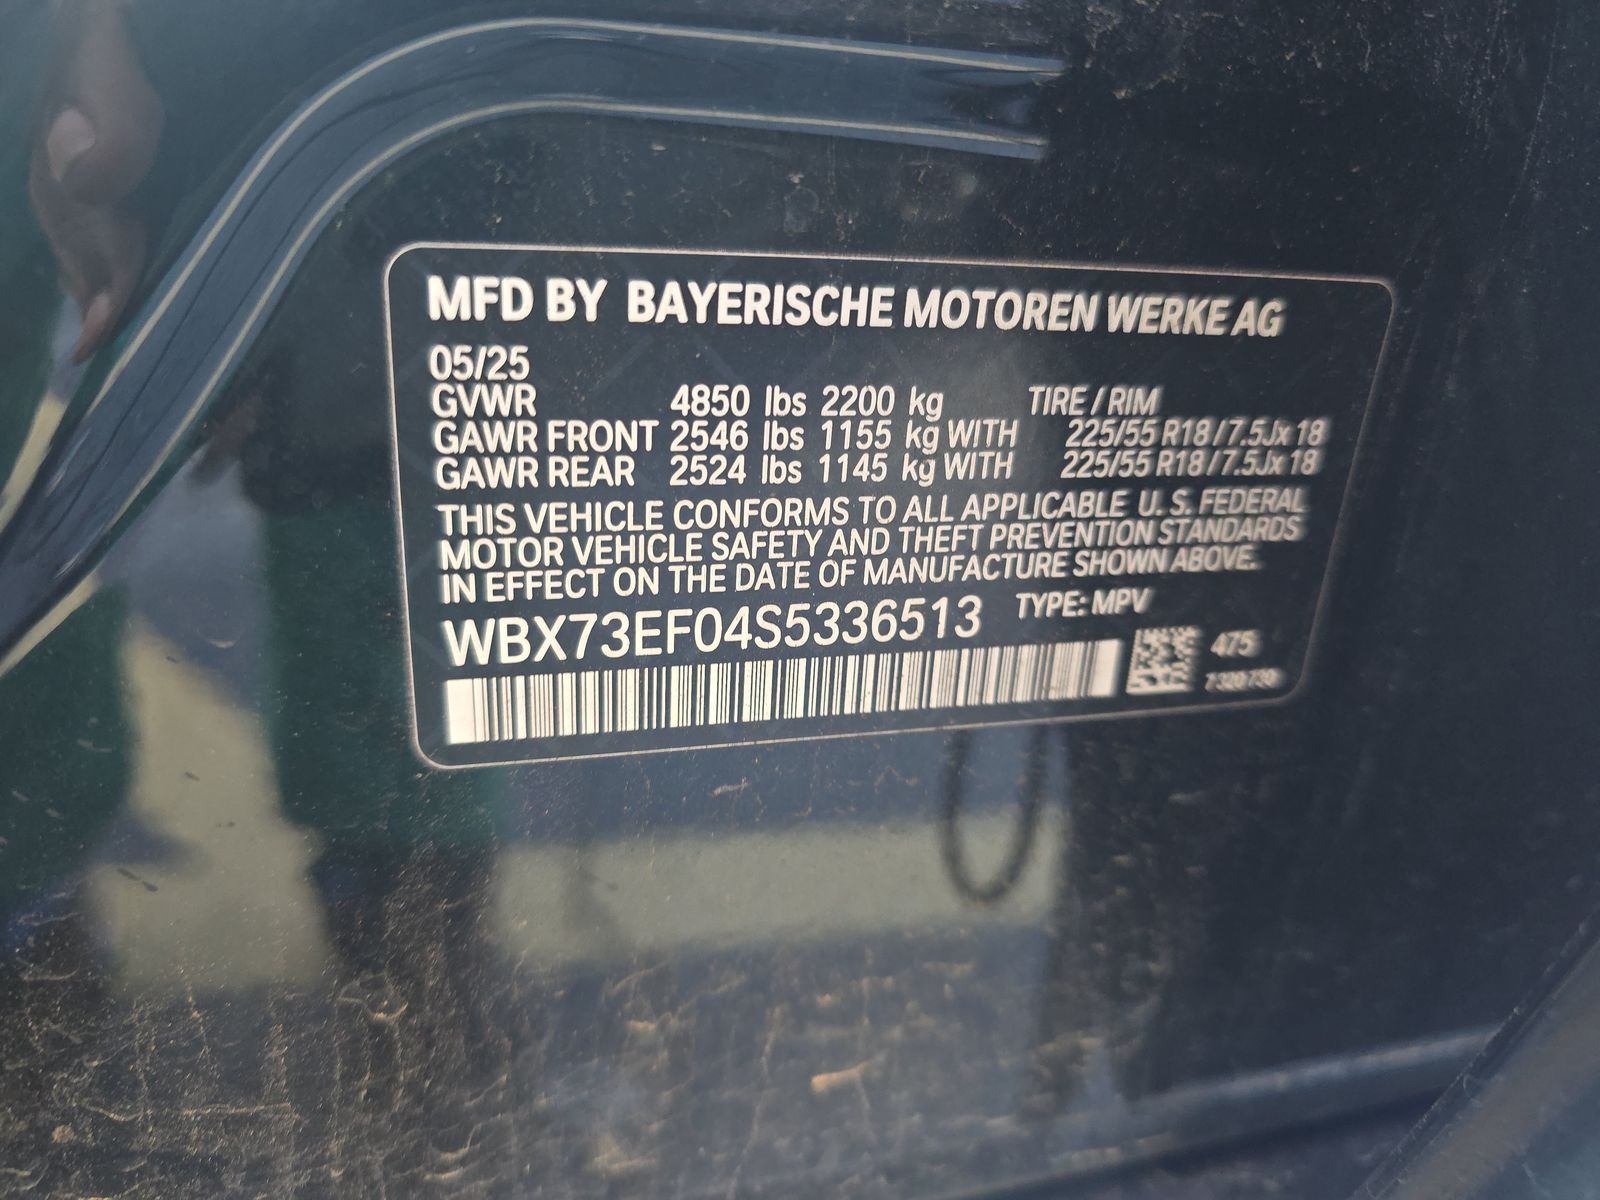 MFD BY BAYERISCHE MOTOREN WERKE AG
05/25
GVWR 4850 lbs 2200 kg TIRE / RIM
GAWR FRONT 2546 lbs 1155 kg WITH 225/55 R18 / 7.5Jx18
GAWR REAR 2524 lbs 1145 kg WITH 225/55 R18 / 7.5Jx18
THIS VEHICLE CONFORMS TO ALL APPLICABLE U.S. FEDERAL
MOTOR VEHICLE SAFETY AND THEFT PREVENTION STANDARDS
IN EFFECT ON THE DATE OF MANUFACTURE SHOWN ABOVE.
WBX73EF04S5336513 TYPE: MPV
475